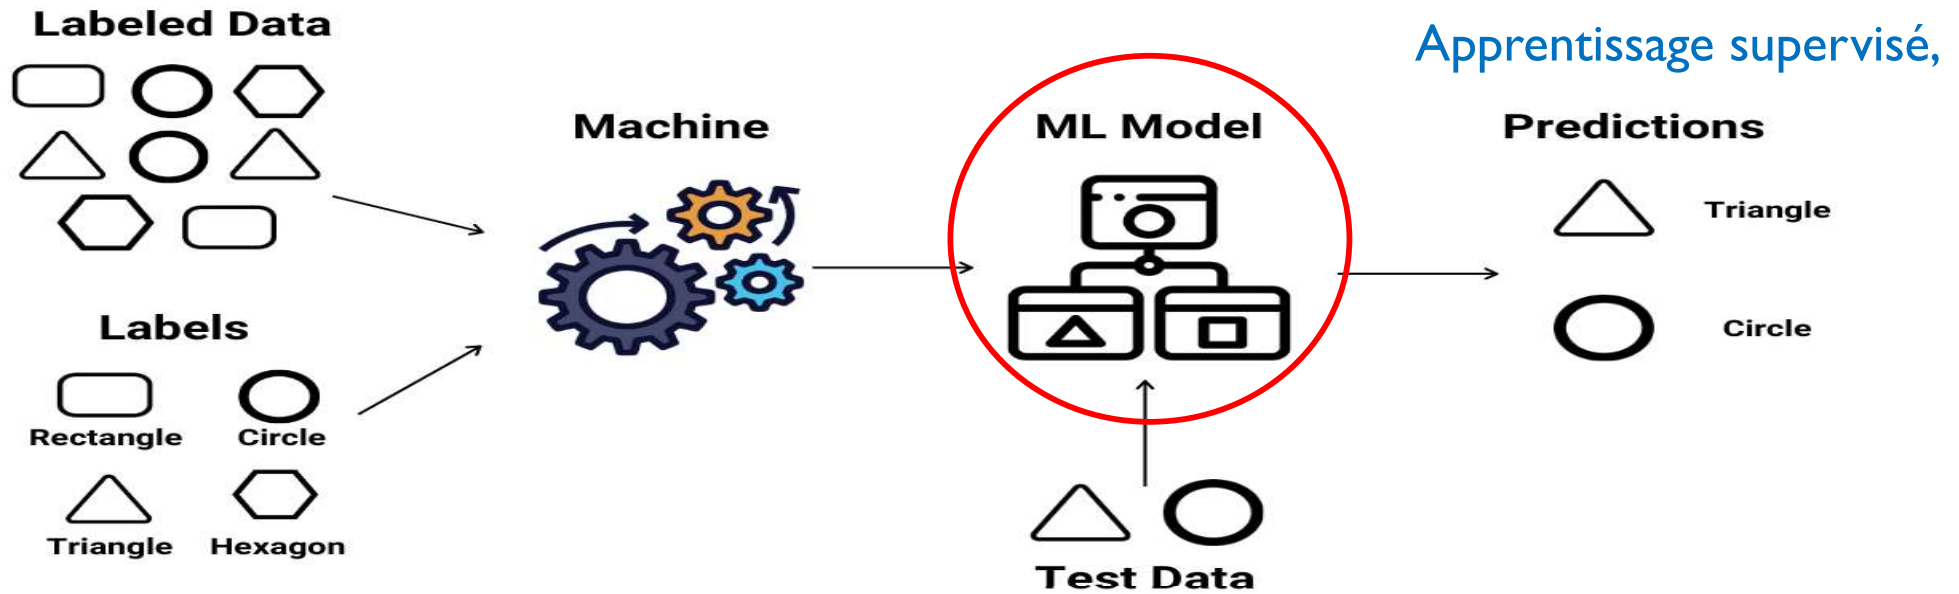 Labeled Data
Apprentissage supervisé,
Machine
ML Model
Predictions
Triangle
Circle
Labels
Rectangle
Circle
Triangle
Hexagon
Test Data